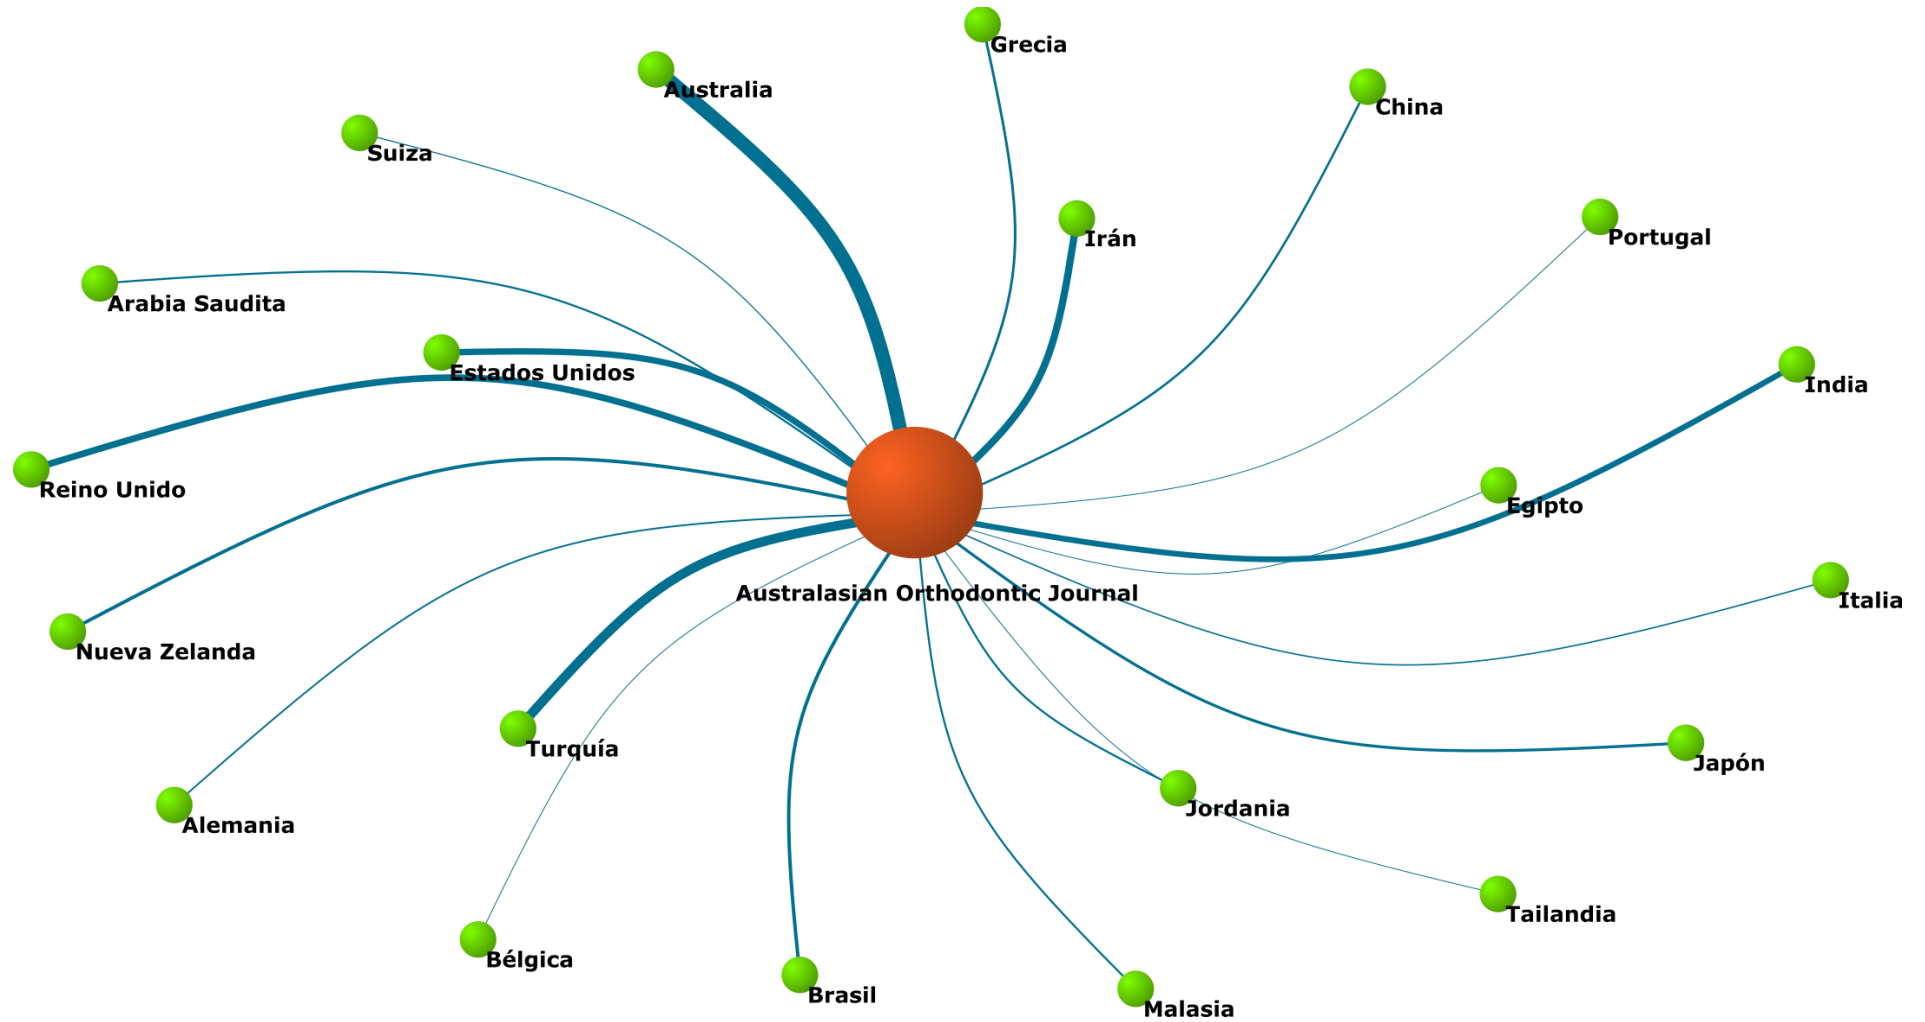 Grecia
Australia
China
Suiza
Irán
Portugal
Arabia Saudita
Estados Unidos
India
Reino Unido
Egipto
Australasian Orthodontic Journal
Italia
Nueva Zelanda
Turquía
Japón
Jordania
Alemania
Tailandia
Bélgica
Brasil
Malasia